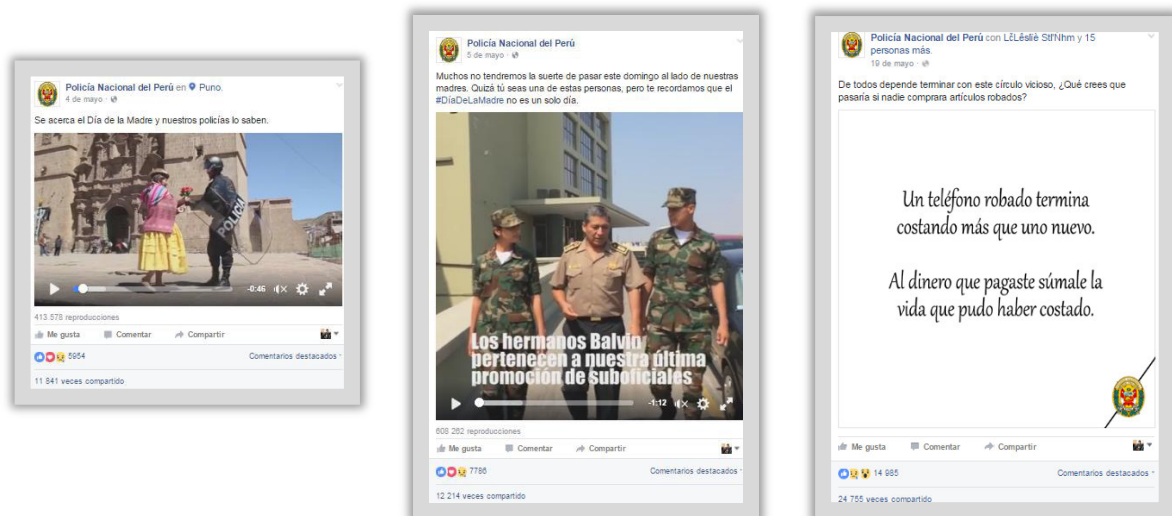 Policía Nacional del Perú en Puno.
4 de mayo
Se acerca el Día de la Madre y nuestros policías lo saben.
POLICIA
-0:46
413 578 reproducciones
Me gusta Comentar Compartir
5954 Comentarios destacados
11 841 veces compartido
Policía Nacional del Perú
5 de mayo
Muchos no tendremos la suerte de pasar este domingo al lado de nuestras
madres. Quizá tú seas una de estas personas, pero te recordamos que el
#DíaDeLaMadre no es un solo día.
Los hermanos Balvin
pertenecen a nuestra última
promoción de suboficiales
-1:12
608 262 reproducciones
Me gusta Comentar Compartir
7786 Comentarios destacados
12 214 veces compartido
Policía Nacional del Perú con y 15
personas más.
19 de mayo
De todos depende terminar con este círculo vicioso, ¿Qué crees que
pasaría si nadie comprara artículos robados?
Un teléfono robado termina
costando más que uno nuevo.
Al dinero que pagaste súmale la
vida que pudo haber costado.
Me gusta Comentar Compartir
14 985 Comentarios destacados
24 755 veces compartido